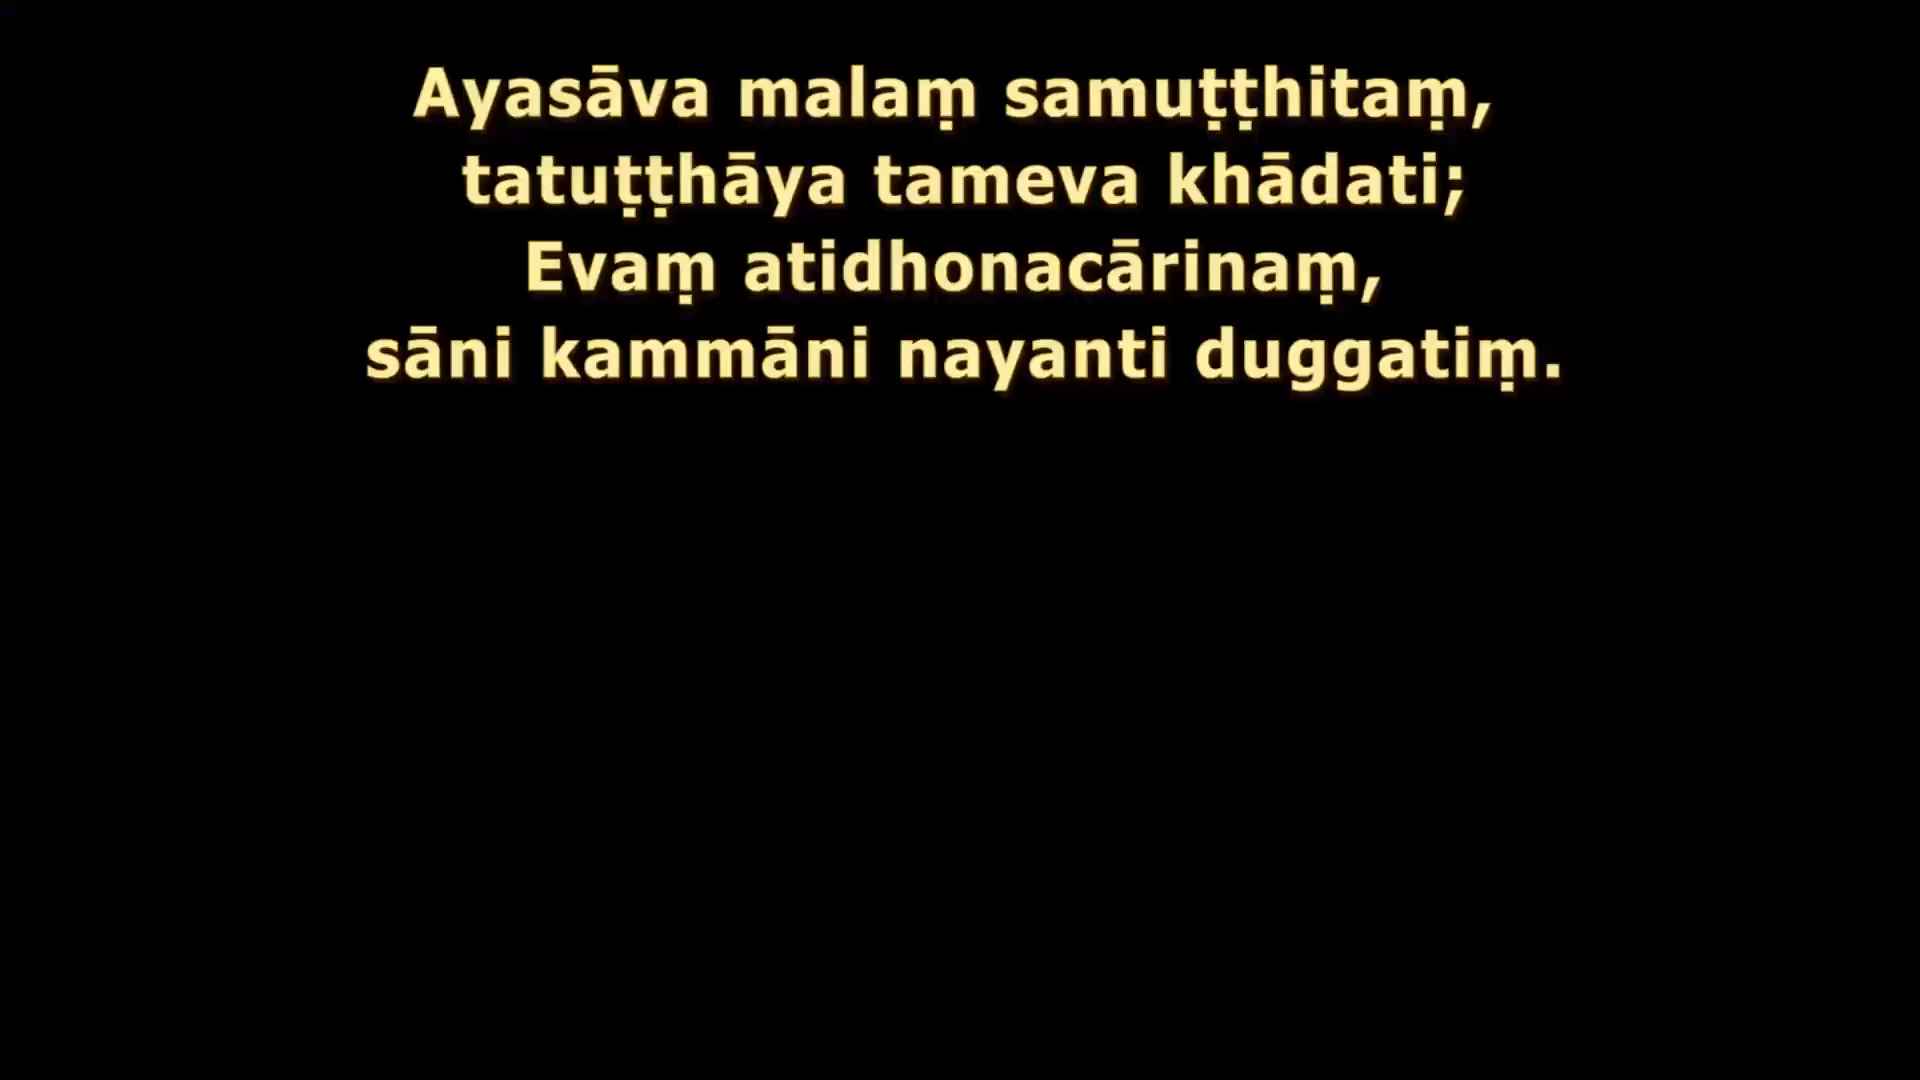 Ayasāva malaṃ samuṭṭhitaṃ,
tatuṭṭhāya tameva khādati;
Evaṃ atidhonacārinaṃ,
sāni kammāni nayanti duggatiṃ.